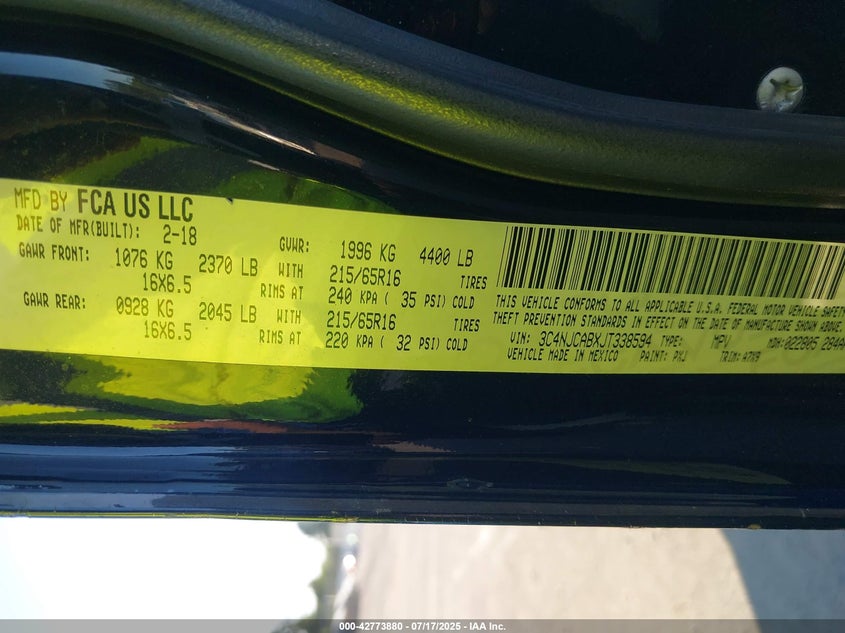 MFD BY FCA US LLC
DATE OF MFR(BUILT): 2-18
GVWR: 1996 KG 4400 LB
GAWR FRONT: 1076 KG 2370 LB WITH 215/65R16 TIRES
16X6.5 RIMS AT 240 KPA ( 35 PSI) COLD
GAWR REAR: 0928 KG 2045 LB WITH 215/65R16 TIRES
16X6.5 RIMS AT 220 KPA ( 32 PSI) COLD
THIS VEHICLE CONFORMS TO ALL APPLICABLE U.S.A. FEDERAL MOTOR VEHICLE SAFETY
THEFT PREVENTION STANDARDS IN EFFECT ON THE DATE OF MANUFACTURE SHOWN ABOVE.
VIN: 3C4NJCABXJT338594 TYPE: MPV MDH:022805
VEHICLE MADE IN MEXICO PAINT: PXJ TRIM: A7X9
000-42773880 / 07/17/2025 - IAA Inc.